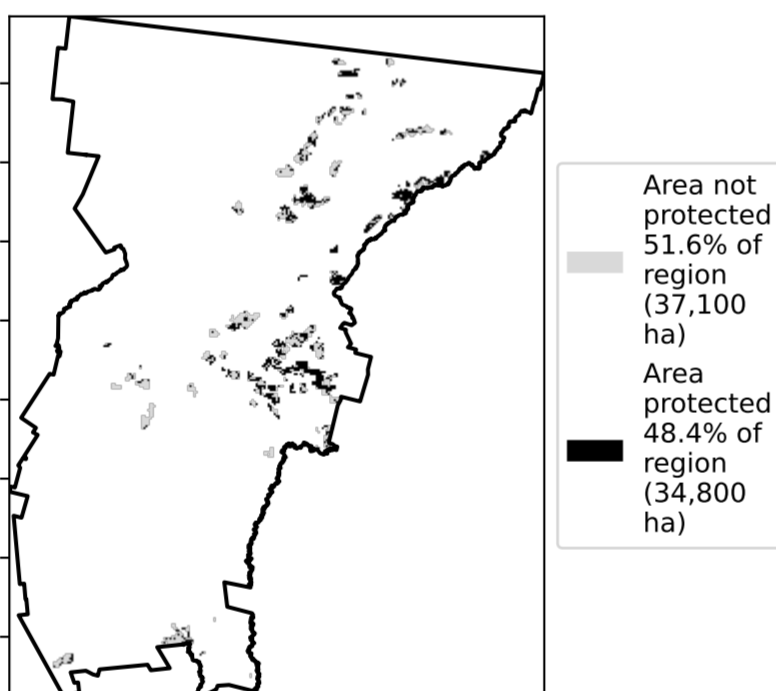 Area not
protected
51.6% of
region
(37,100
ha)
Area
protected
48.4% of
region
(34,800
ha)